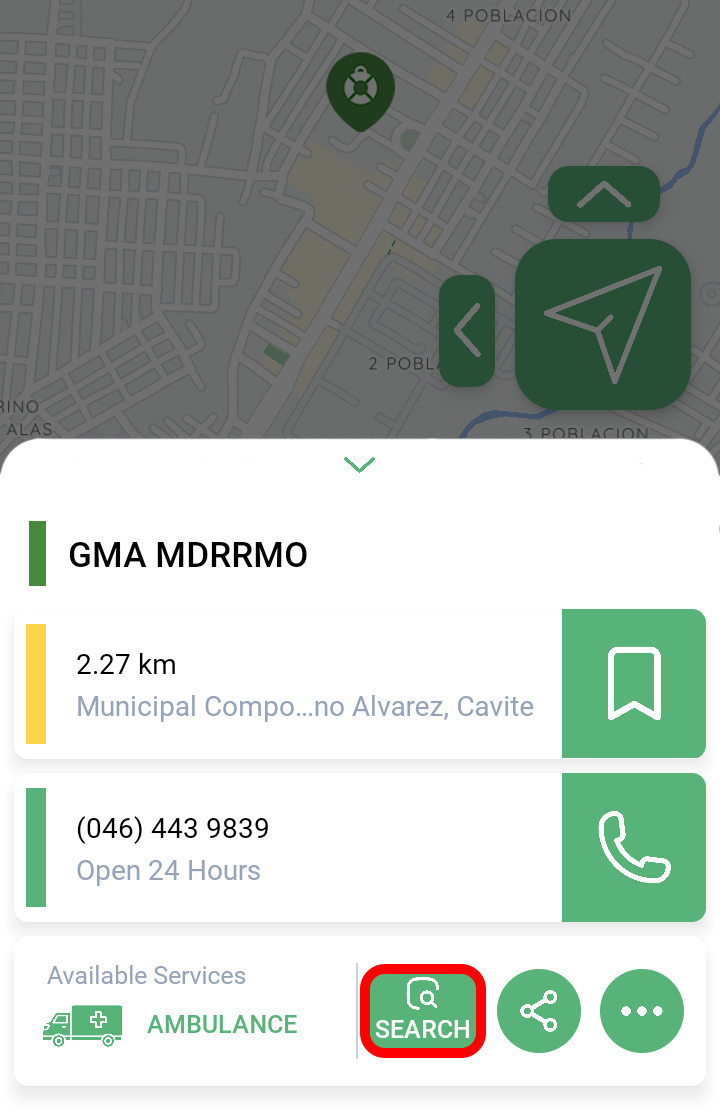 4 POBLACION
2 POBLA
RINO
ALAS
3 POBLACION
GMA MDRRMO
2.27 km
Municipal Compo...no Alvarez, Cavite
(046) 443 9839
Open 24 Hours
Available Services
AMBULANCE
SEARCH